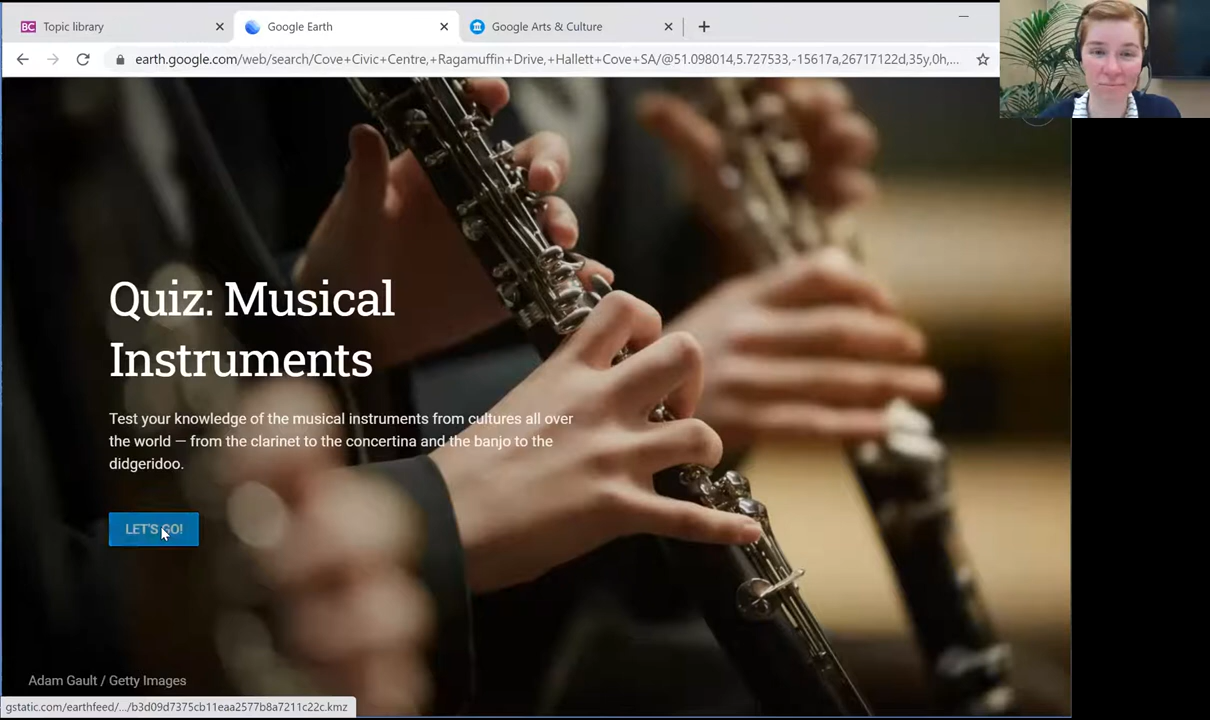 BC Topic library
Google Earth
Google Arts & Culture
earth.google.com/web/search/Cove+Civic+Centre,+Ragamuffin+Drive,+Hallett+Cove+SA/@51.098014,5.727533,-15617a,26717122d,35y,0h,...
Quiz: Musical
Instruments
Test your knowledge of the musical instruments from cultures all over
the world — from the clarinet to the concertina and the banjo to the
didgeridoo.
LET'S GO!
Adam Gault / Getty Images
gstatic.com/earthfeed/.../b3d09d7375cb11eaa2577b8a7211c22c.kmz